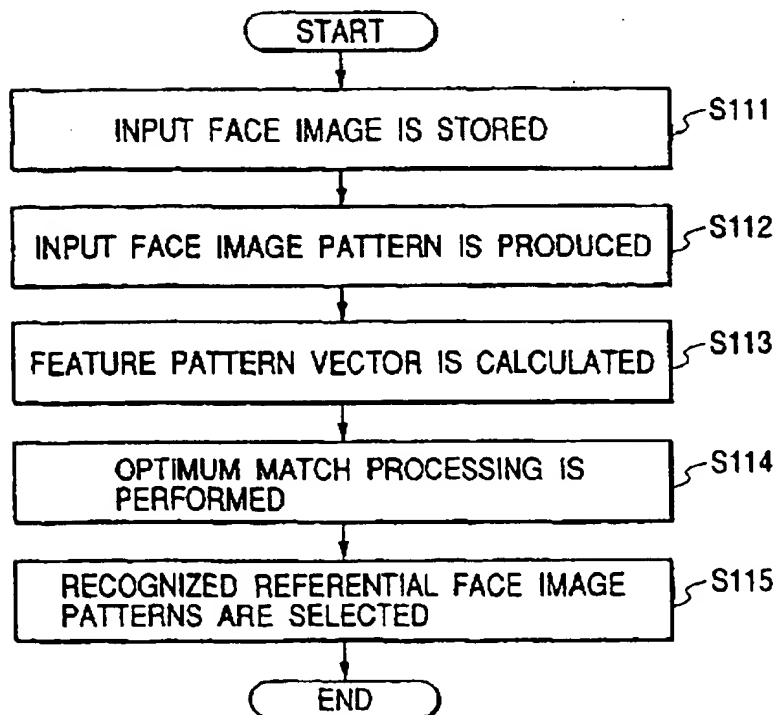 START
INPUT FACE IMAGE IS STORED
S111
INPUT FACE IMAGE PATTERN IS PRODUCED
S112
FEATURE PATTERN VECTOR IS CALCULATED
S113
OPTIMUM MATCH PROCESSING IS
PERFORMED
S114
RECOGNIZED REFERENTIAL FACE IMAGE
PATTERNS ARE SELECTED
S115
END